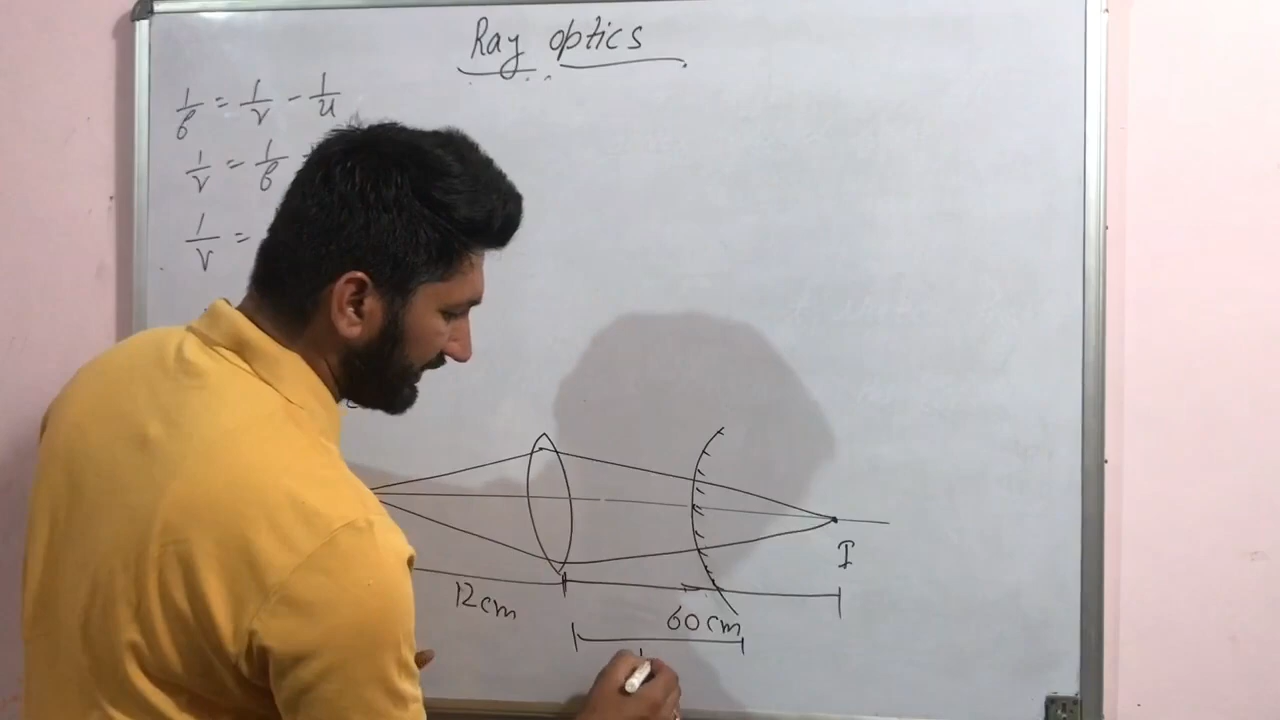 Ray optics
1/f = 1/v - 1/u
1/v = 1/f
1/v =
I
12cm
60cm